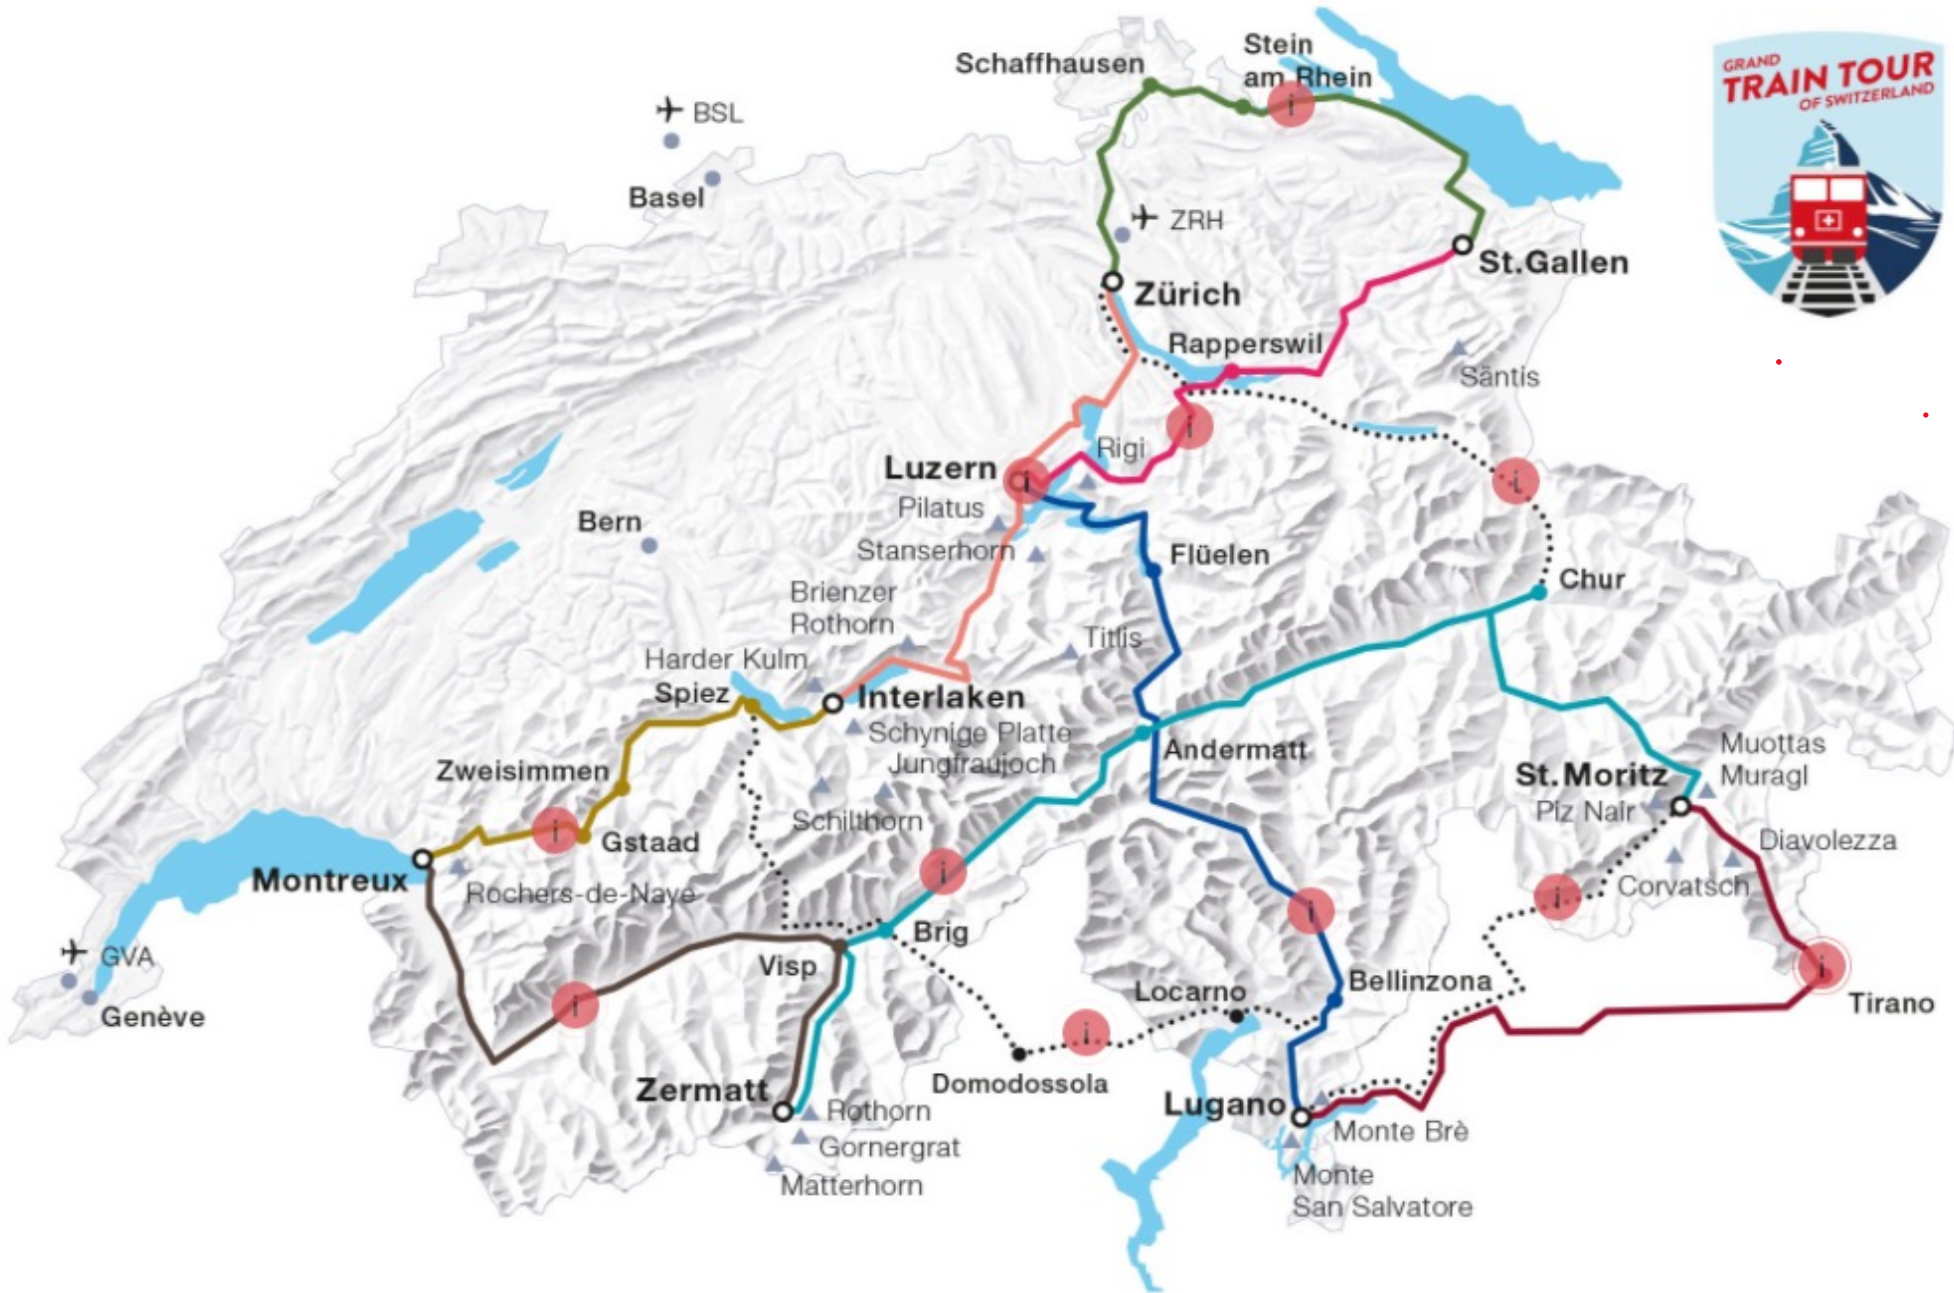 Schaffhausen
Stein
am Rhein
GRAND
TRAIN TOUR
OF SWITZERLAND
BSL
Basel
ZRH
St.Gallen
Zürich
Rapperswil
Säntis
Rigi
Luzern
Pilatus
Bern
Stanserhorn
Flüelen
Chur
Brienzer
Rothorn
Titlis
Harder Kulm
Spiez
Interlaken
Schynige Platte
Jungfraujoch
Andermatt
Muottas
Muragl
St.Moritz
Piz Nair
Zweisimmen
Schilthorn
Gstaad
Diavolezza
Montreux
Rochers-de-Naye
Corvatsch
Brig
GVA
Visp
Genève
Locarno
Bellinzona
Tirano
Domodossola
Zermatt
Rothorn
Gornergrat
Matterhorn
Lugano
Monte Brè
Monte
San Salvatore
i
i
i
i
i
i
i
i
i
i
i